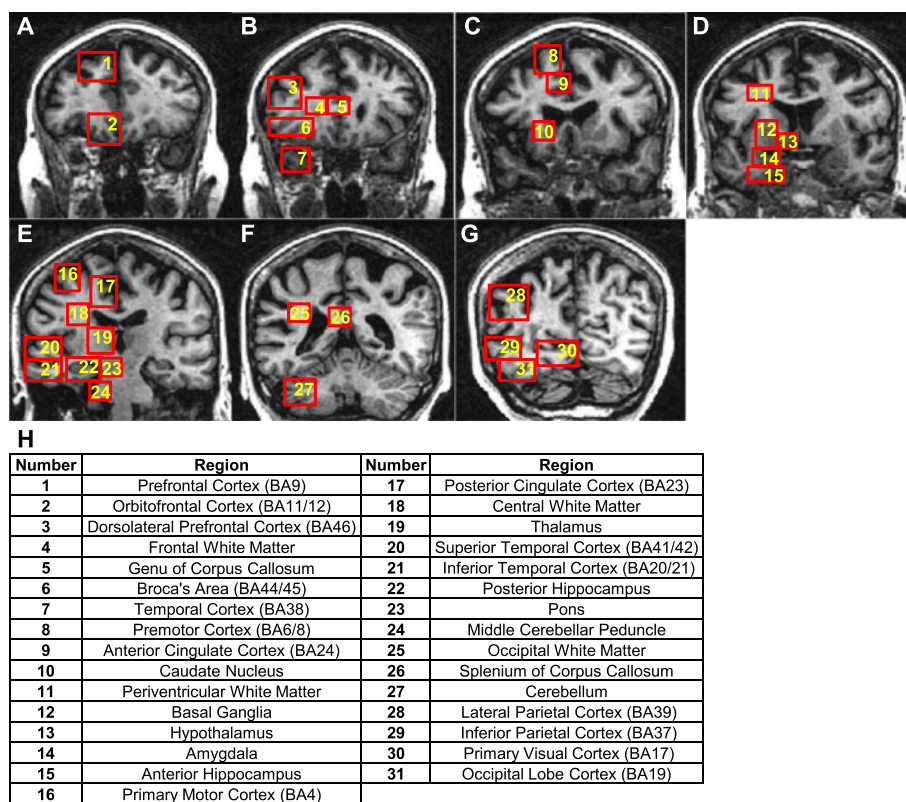 A B C D
1 2 3 4 5 6 7 8 9 10 11 12 13 14 15
E F G
16 17 18 19 20 21 22 23 24 25 26 27 28 29 30 31
H
Number Region Number Region
1 Prefrontal Cortex (BA9) 17 Posterior Cingulate Cortex (BA23)
2 Orbitofrontal Cortex (BA11/12) 18 Central White Matter
3 Dorsolateral Prefrontal Cortex (BA46) 19 Thalamus
4 Frontal White Matter 20 Superior Temporal Cortex (BA41/42)
5 Genu of Corpus Callosum 21 Inferior Temporal Cortex (BA20/21)
6 Broca's Area (BA44/45) 22 Posterior Hippocampus
7 Temporal Cortex (BA38) 23 Pons
8 Premotor Cortex (BA6/8) 24 Middle Cerebellar Peduncle
9 Anterior Cingulate Cortex (BA24) 25 Occipital White Matter
10 Caudate Nucleus 26 Splenium of Corpus Callosum
11 Periventricular White Matter 27 Cerebellum
12 Basal Ganglia 28 Lateral Parietal Cortex (BA39)
13 Hypothalamus 29 Inferior Parietal Cortex (BA37)
14 Amygdala 30 Primary Visual Cortex (BA17)
15 Anterior Hippocampus 31 Occipital Lobe Cortex (BA19)
16 Primary Motor Cortex (BA4)